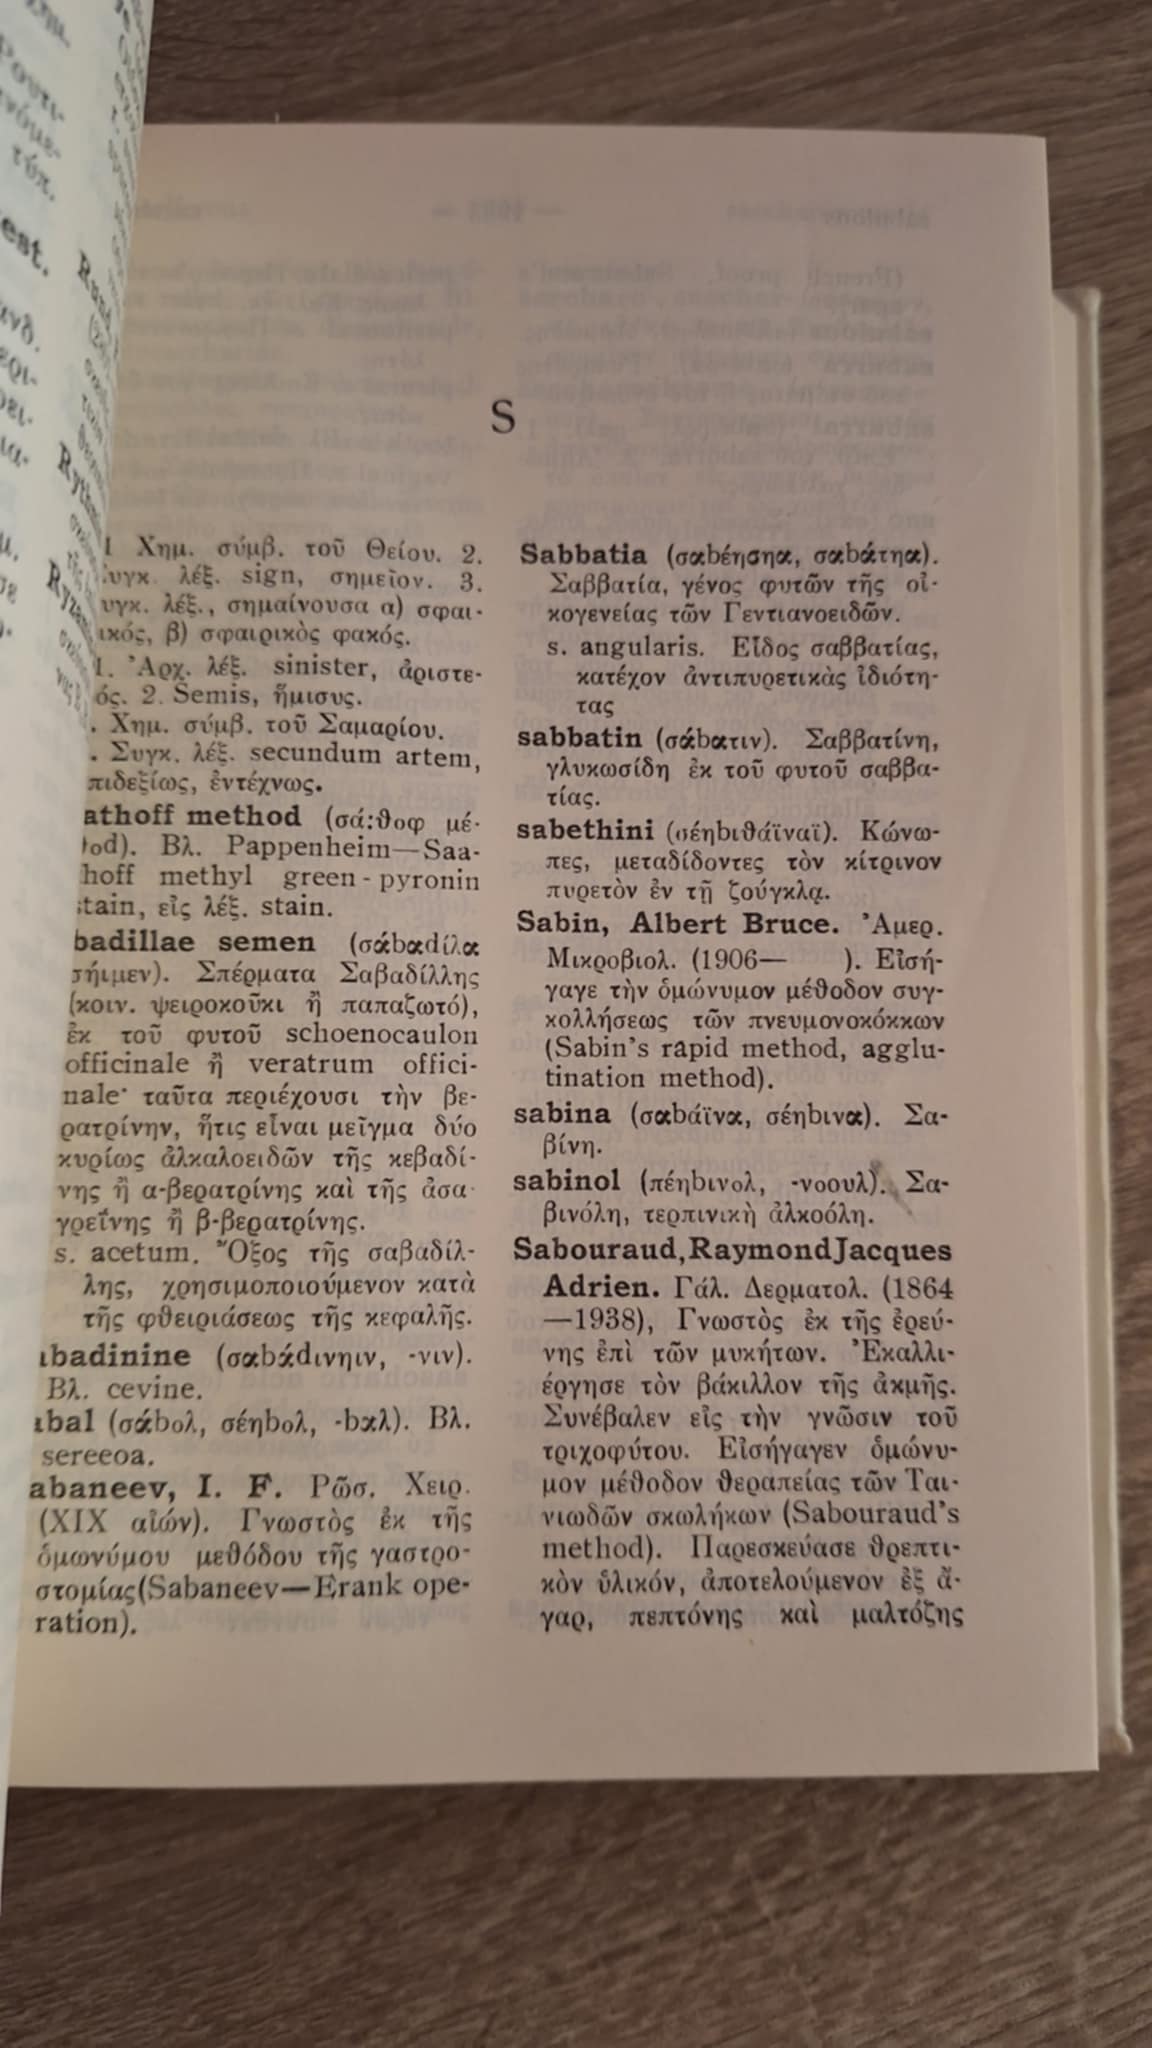 S
1 Χημ. σύμβ. τοῦ Θείου. 2.
λέξ. sign, σημεῖον. 3.
λέξ., σημαίνουσα α) σφαι-
ικός, β) σφαιρικὸς φακός.
1. Ἀρχ. λέξ. sinister, ἀριστε-
ός. 2. Semis, ἥμισυς.
. Χημ. σύμβ. τοῦ Σαμαρίου.
. Συγκ. λέξ. secundum artem,
πιδεξίως, ἐντέχνως.
athoff method (σά:θοφ μέ-
θοd). Βλ. Pappenheim—Saa-
hoff methyl green-pyronin
stain, εἰς λέξ. stain.
badillae semen (σάbαdίλα
σήιμεν). Σπέρματα Σαβαδίλλης
(κοιν. ψειροκοῦκι ἢ παπαζωτό),
ἐκ τοῦ φυτοῦ schoenocaulon
officinale ἢ veratrum offici-
nale· ταῦτα περιέχουσι τὴν βε-
ρατρίνην, ἥτις εἶναι μεῖγμα δύο
κυρίως ἀλκαλοειδῶν τῆς κεβαδί-
νης ἢ α-βερατρίνης καὶ τῆς ἀσα-
γρεΐνης ἢ β-βερατρίνης.
s. acetum. Ὄξος τῆς σαβαδίλ-
λης, χρησιμοποιούμενον κατὰ
τῆς φθειριάσεως τῆς κεφαλῆς.
abadinine (σαbάdινηιν, -νιν).
Βλ. cevine.
abal (σάbολ, σέηbολ, -bαλ). Βλ.
sereeoa.
abaneev, I. F. Ρῶσ. Χειρ.
(XIX αἰών). Γνωστὸς ἐκ τῆς
ὁμωνύμου μεθόδου τῆς γαστρο-
στομίας(Sabaneev—Erank ope-
ration).
Sabbatia (σαbέησηα, σαbάτηα).
Σαββατία, γένος φυτῶν τῆς οἰ-
κογενείας τῶν Γεντιανοειδῶν.
s. angularis. Εἶδος σαββατίας,
κατέχον ἀντιπυρετικὰς ἰδιότη-
τας
sabbatin (σάbατιν). Σαββατίνη,
γλυκωσίδη ἐκ τοῦ φυτοῦ σαββα-
τίας.
sabethini (σέηbιθάϊναϊ). Κώνω-
πες, μεταδίδοντες τὸν κίτρινον
πυρετὸν ἐν τῇ ζούγκλᾳ.
Sabin, Albert Bruce. Ἀμερ.
Μικροβιολ. (1906— ). Εἰσή-
γαγε τὴν ὁμώνυμον μέθοδον συγ-
κολλήσεως τῶν πνευμονοκόκκων
(Sabin's rapid method, agglu-
tination method).
sabina (σαbάϊνα, σέηbινα). Σα-
βίνη.
sabinol (πέηbινολ, -νοουλ). Σα-
βινόλη, τερπινικὴ ἀλκοόλη.
Sabouraud, Raymond Jacques
Adrien. Γάλ. Δερματολ. (1864
—1938), Γνωστὸς ἐκ τῆς ἐρεύ-
νης ἐπὶ τῶν μυκήτων. Ἐκαλλι-
έργησε τὸν βάκιλλον τῆς ἀκμῆς.
Συνέβαλεν εἰς τὴν γνῶσιν τοῦ
τριχοφύτου. Εἰσήγαγεν ὁμώνυ-
μον μέθοδον θεραπείας τῶν Ται-
νιωδῶν σκωλήκων (Sabouraud's
method). Παρεσκεύασε θρεπτι-
κὸν ὑλικόν, ἀποτελούμενον ἐξ ἄ-
γαρ, πεπτόνης καὶ μαλτόζης